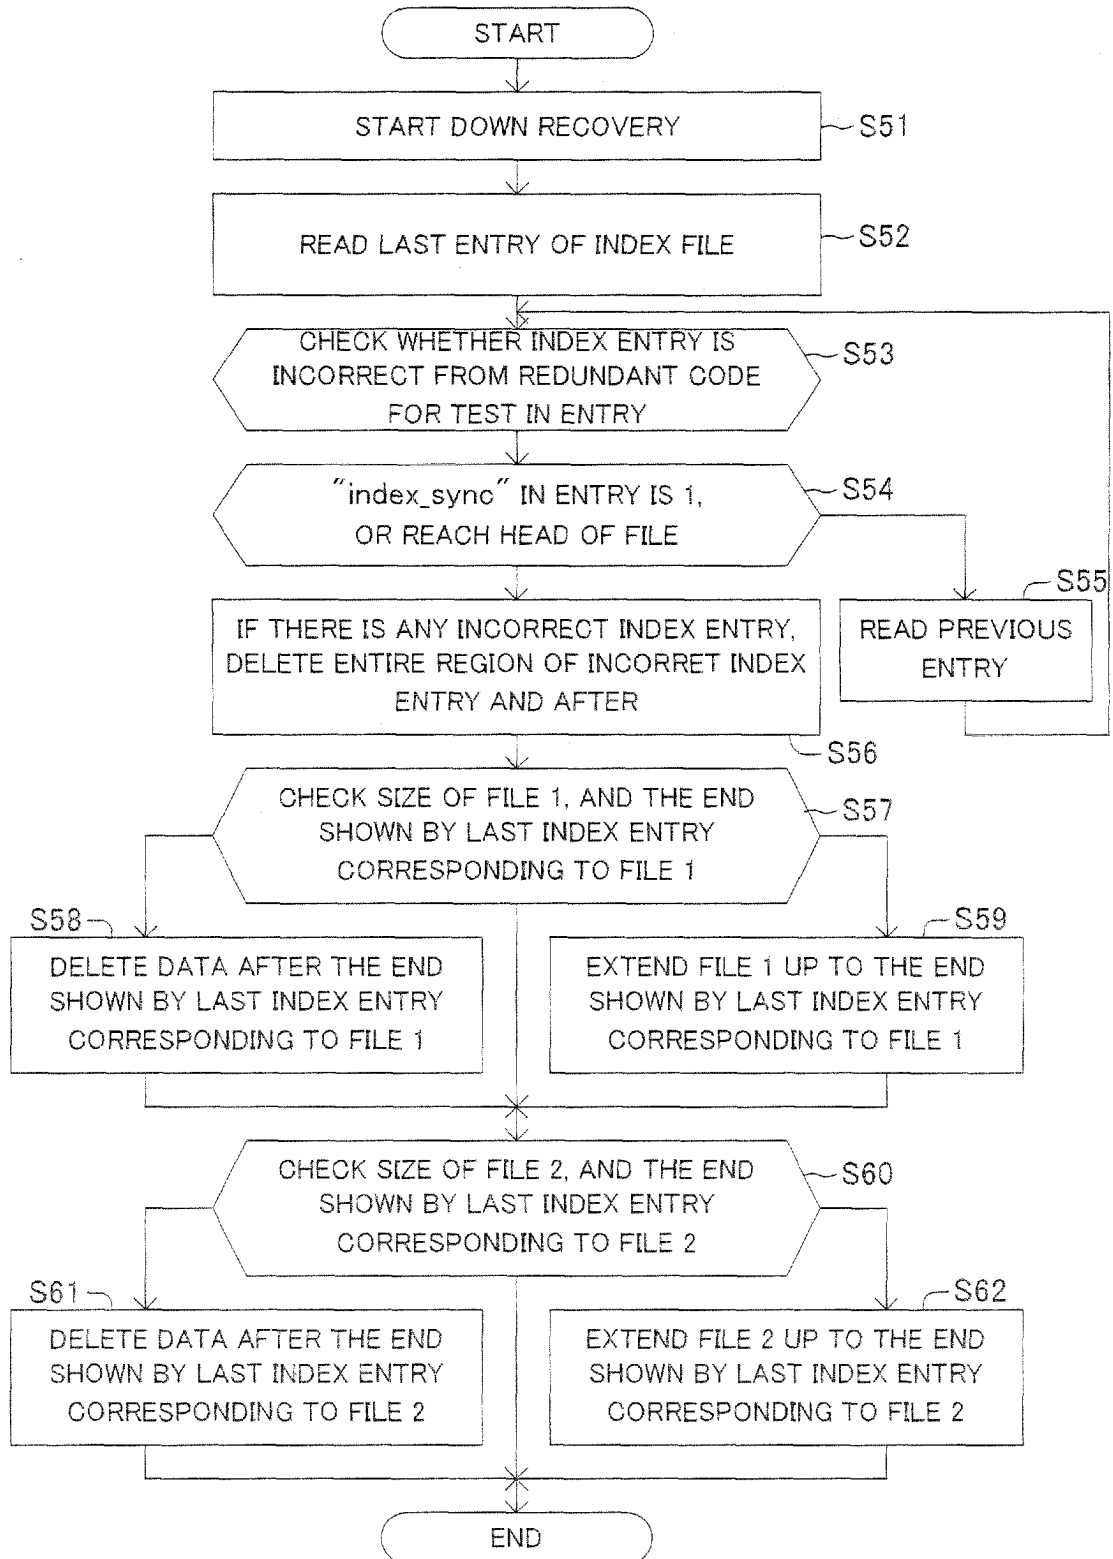 START
START DOWN RECOVERY
S51
READ LAST ENTRY OF INDEX FILE
S52
CHECK WHETHER INDEX ENTRY IS
INCORRECT FROM REDUNDANT CODE
FOR TEST IN ENTRY
S53
"index_sync" IN ENTRY IS 1,
OR REACH HEAD OF FILE
S54
S55
READ PREVIOUS
ENTRY
IF THERE IS ANY INCORRECT INDEX ENTRY,
DELETE ENTIRE REGION OF INCORRET INDEX
ENTRY AND AFTER
S56
CHECK SIZE OF FILE 1, AND THE END
SHOWN BY LAST INDEX ENTRY
CORRESPONDING TO FILE 1
S57
S58
DELETE DATA AFTER THE END
SHOWN BY LAST INDEX ENTRY
CORRESPONDING TO FILE 1
S59
EXTEND FILE 1 UP TO THE END
SHOWN BY LAST INDEX ENTRY
CORRESPONDING TO FILE 1
CHECK SIZE OF FILE 2, AND THE END
SHOWN BY LAST INDEX ENTRY
CORRESPONDING TO FILE 2
S60
S61
DELETE DATA AFTER THE END
SHOWN BY LAST INDEX ENTRY
CORRESPONDING TO FILE 2
S62
EXTEND FILE 2 UP TO THE END
SHOWN BY LAST INDEX ENTRY
CORRESPONDING TO FILE 2
END